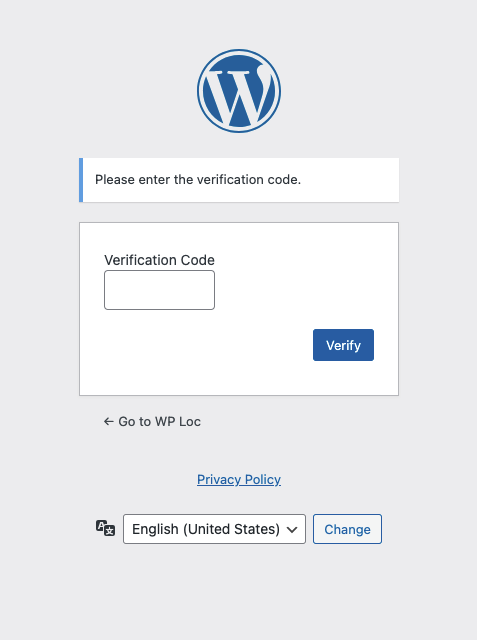 Please enter the verification code.
Verification Code
Verify
← Go to WP Loc
Privacy Policy
English (United States)
Change